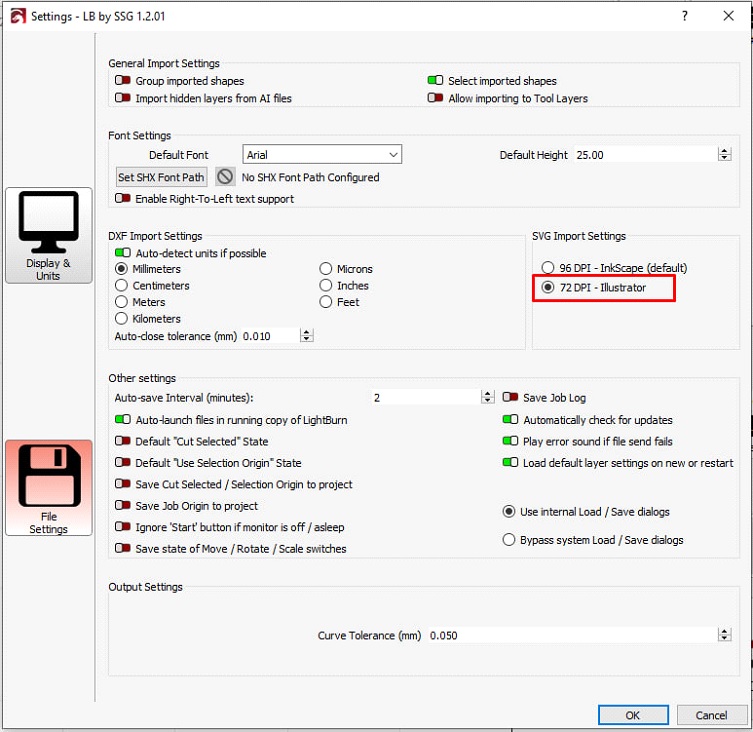 Settings - LB by SSG 1.2.01
?
General Import Settings
Group imported shapes
Select imported shapes
Import hidden layers from AI files
Allow importing to Tool Layers
Font Settings
Default Font
Arial
Default Height
25.00
Set SHX Font Path
No SHX Font Path Configured
Enable Right-To-Left text support
Display &
Units
DXF Import Settings
Auto-detect units if possible
Millimeters
Microns
Centimeters
Inches
Meters
Feet
Kilometers
Auto-close tolerance (mm)
0.010
SVG Import Settings
96 DPI - InkScape (default)
72 DPI - Illustrator
Other settings
Auto-save Interval (minutes):
2
Save Job Log
Auto-launch files in running copy of LightBurn
Automatically check for updates
Default "Cut Selected" State
Play error sound if file send fails
Default "Use Selection Origin" State
Load default layer settings on new or restart
Save Cut Selected / Selection Origin to project
Save Job Origin to project
Use internal Load / Save dialogs
Ignore 'Start' button if monitor is off / asleep
Bypass system Load / Save dialogs
Save state of Move / Rotate / Scale switches
File
Settings
Output Settings
Curve Tolerance (mm)
0.050
OK
Cancel